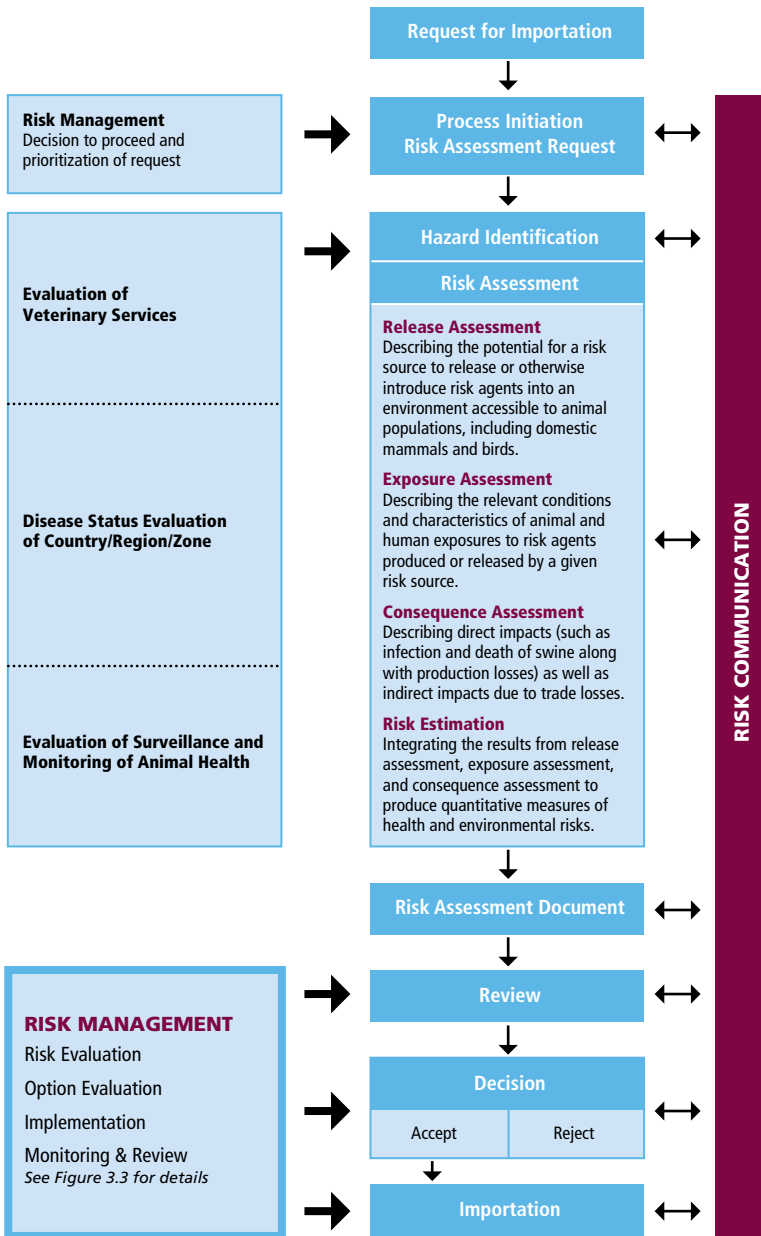 Request for Importation
Risk Management
Decision to proceed and
prioritization of request
Process Initiation
Risk Assessment Request
Evaluation of
Veterinary Services
Disease Status Evaluation
of Country/Region/Zone
Evaluation of Surveillance and
Monitoring of Animal Health
Hazard Identification
Risk Assessment
Release Assessment
Describing the potential for a risk
source to release or otherwise
introduce risk agents into an
environment accessible to animal
populations, including domestic
mammals and birds.
Exposure Assessment
Describing the relevant conditions
and characteristics of animal and
human exposures to risk agents
produced or released by a given
risk source.
Consequence Assessment
Describing direct impacts (such as
infection and death of swine along
with production losses) as well as
indirect impacts due to trade losses.
Risk Estimation
Integrating the results from release
assessment, exposure assessment,
and consequence assessment to
produce quantitative measures of
health and environmental risks.
Risk Assessment Document
RISK MANAGEMENT
Risk Evaluation
Option Evaluation
Implementation
Monitoring & Review
See Figure 3.3 for details
Review
Decision
Accept
Reject
Importation
RISK COMMUNICATION